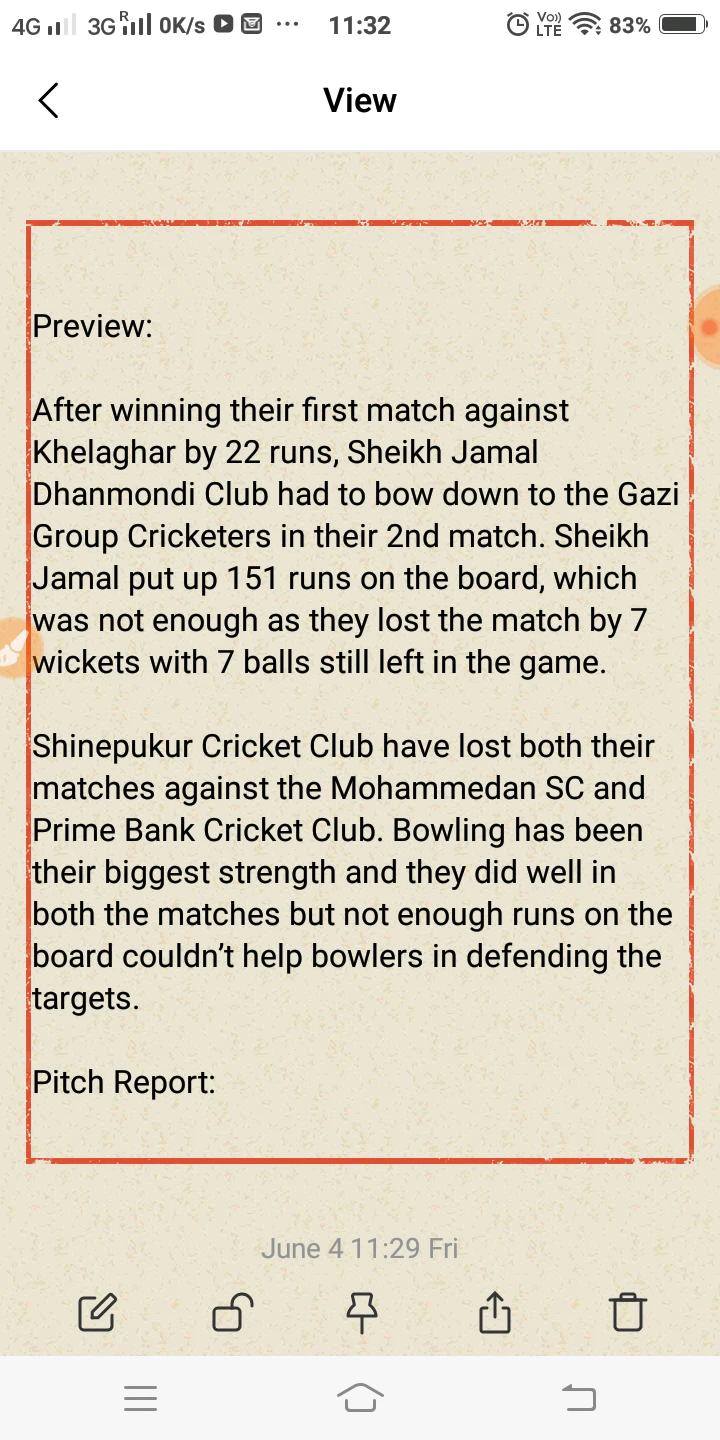 4G 3G R 0K/s ... 11:32 Vo)) LTE 83%
View
Preview:
After winning their first match against
Khelaghar by 22 runs, Sheikh Jamal
Dhanmondi Club had to bow down to the Gazi
Group Cricketers in their 2nd match. Sheikh
Jamal put up 151 runs on the board, which
was not enough as they lost the match by 7
wickets with 7 balls still left in the game.
Shinepukur Cricket Club have lost both their
matches against the Mohammedan SC and
Prime Bank Cricket Club. Bowling has been
their biggest strength and they did well in
both the matches but not enough runs on the
board couldn’t help bowlers in defending the
targets.
Pitch Report:
June 4 11:29 Fri